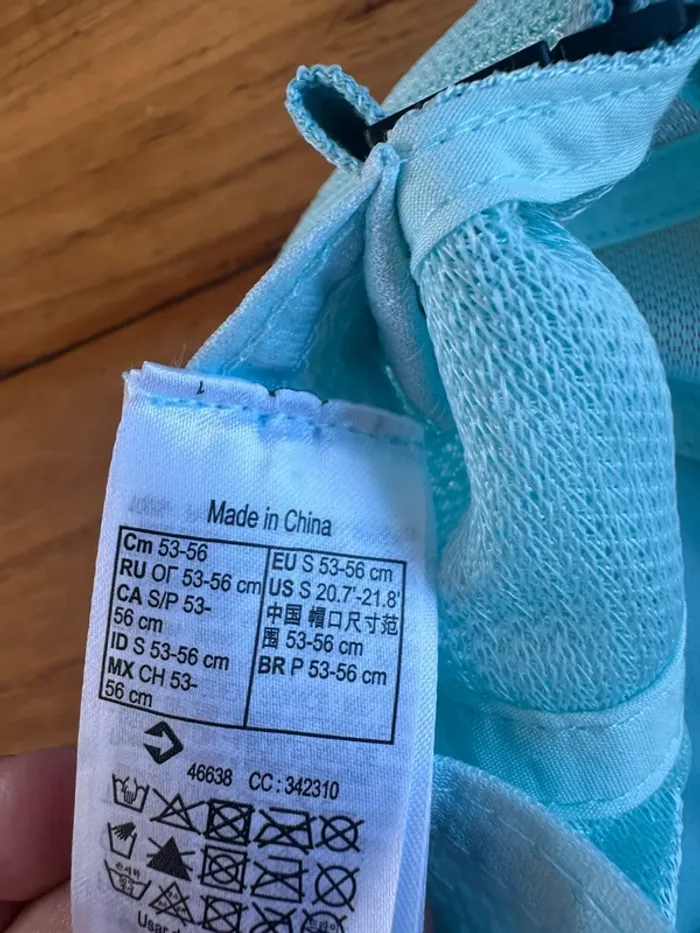 Made in China
Cm 53-56
RU ОГ 53-56 cm
CA S/P 53-
56 cm
ID S 53-56 cm
MX CH 53-
56 cm
EU S 53-56 cm
US S 20.7'-21.8'
中国 帽口尺寸范
围 53-56 cm
BR P 53-56 cm
46638 CC : 342310
Usar